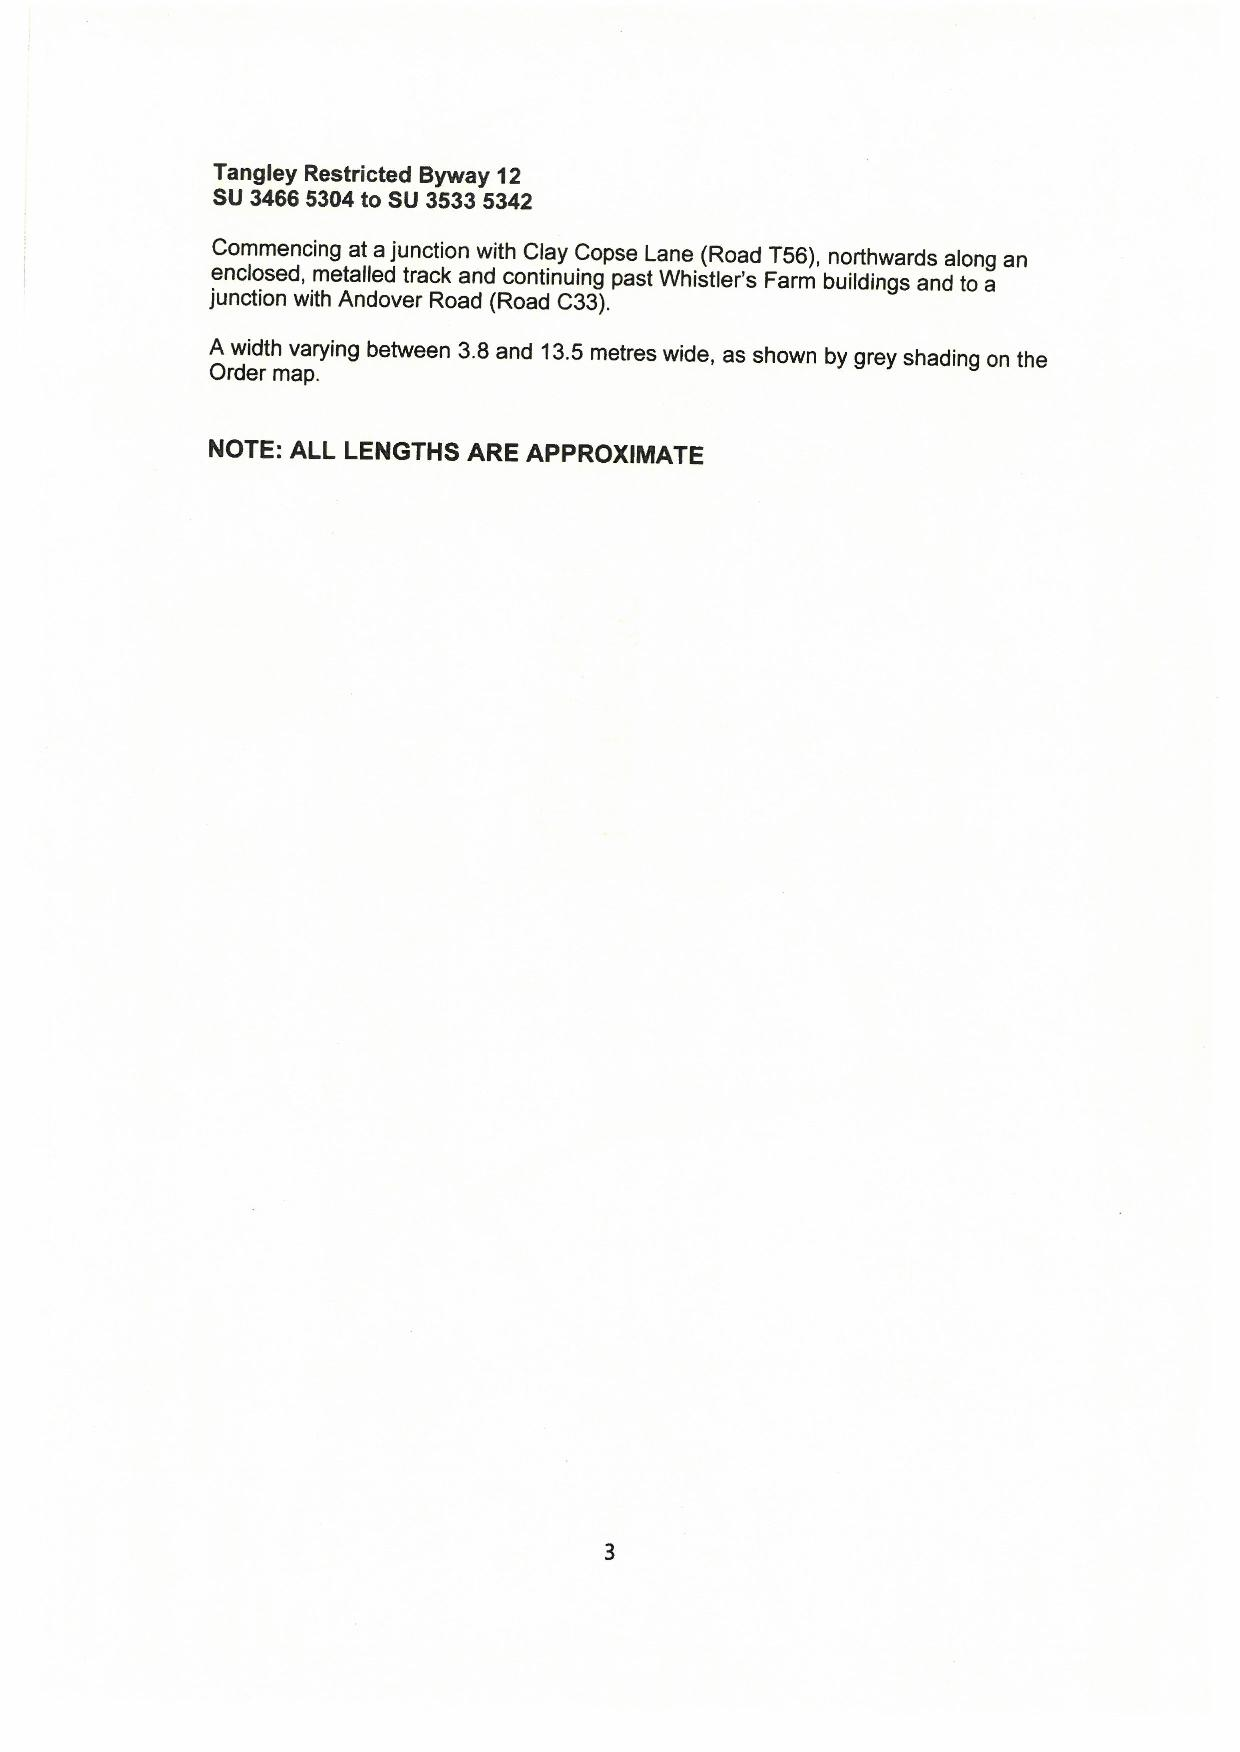 Tangley Restricted Byway 12
SU 3466 5304 to SU 3533 5342
Commencing at a junction with Clay Copse Lane (Road T56), northwards along an
enclosed, metalled track and continuing past Whistler's Farm buildings and to a
junction with Andover Road (Road C33).
A width varying between 3.8 and 13.5 metres wide, as shown by grey shading on the
Order map.
NOTE: ALL LENGTHS ARE APPROXIMATE
3